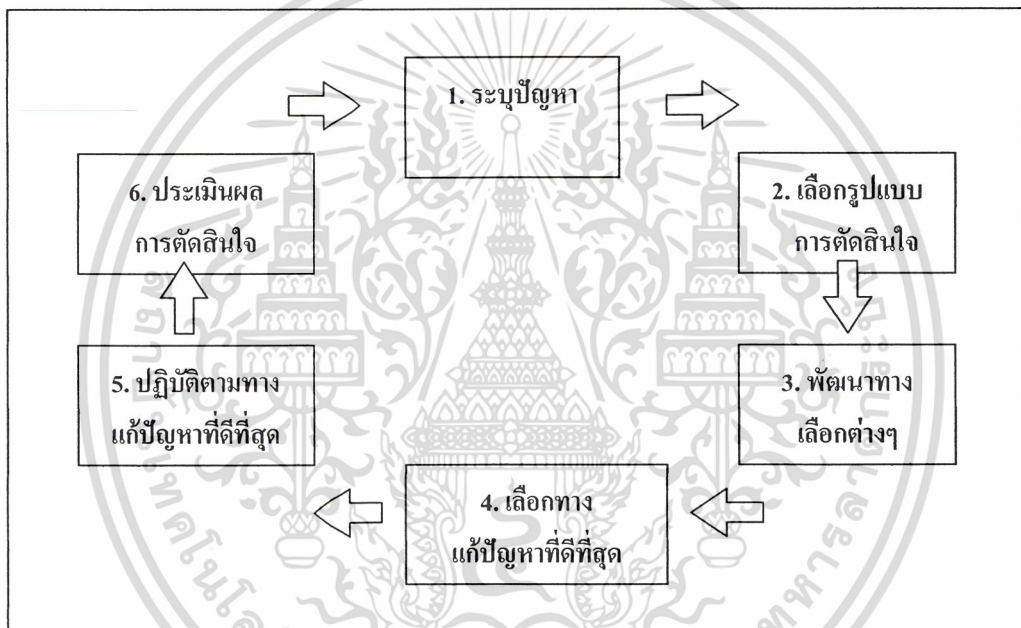 1. ระบุปัญหา
2. เลือกรูปแบบ
การตัดสินใจ
3. พัฒนาทาง
เลือกต่างๆ
4. เลือกทาง
แก้ปัญหาที่ดีที่สุด
5. ปฏิบัติตามทาง
แก้ปัญหาที่ดีที่สุด
6. ประเมินผล
การตัดสินใจ